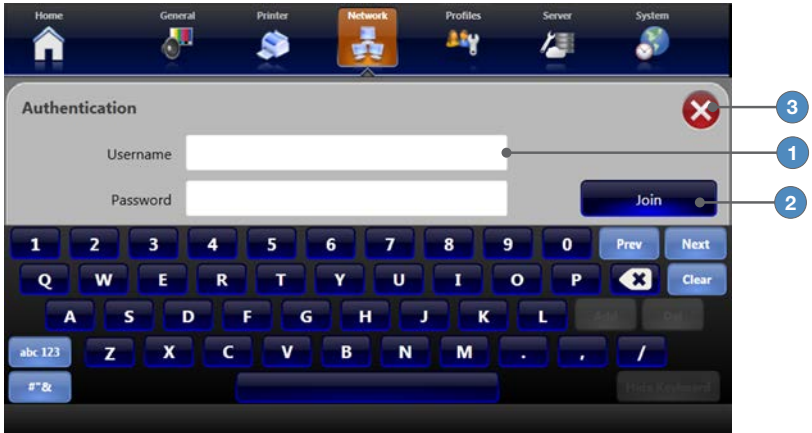 Home General Printer Network Profiles Server System
Authentication
3
Username
1
Password
Join
2
1 2 3 4 5 6 7 8 9 0 Prev Next
Q W E R T Y U I O P Clear
A S D F G H J K L Add Del
abc 123 Z X C V B N M . , /
#"& Hide Keyboard